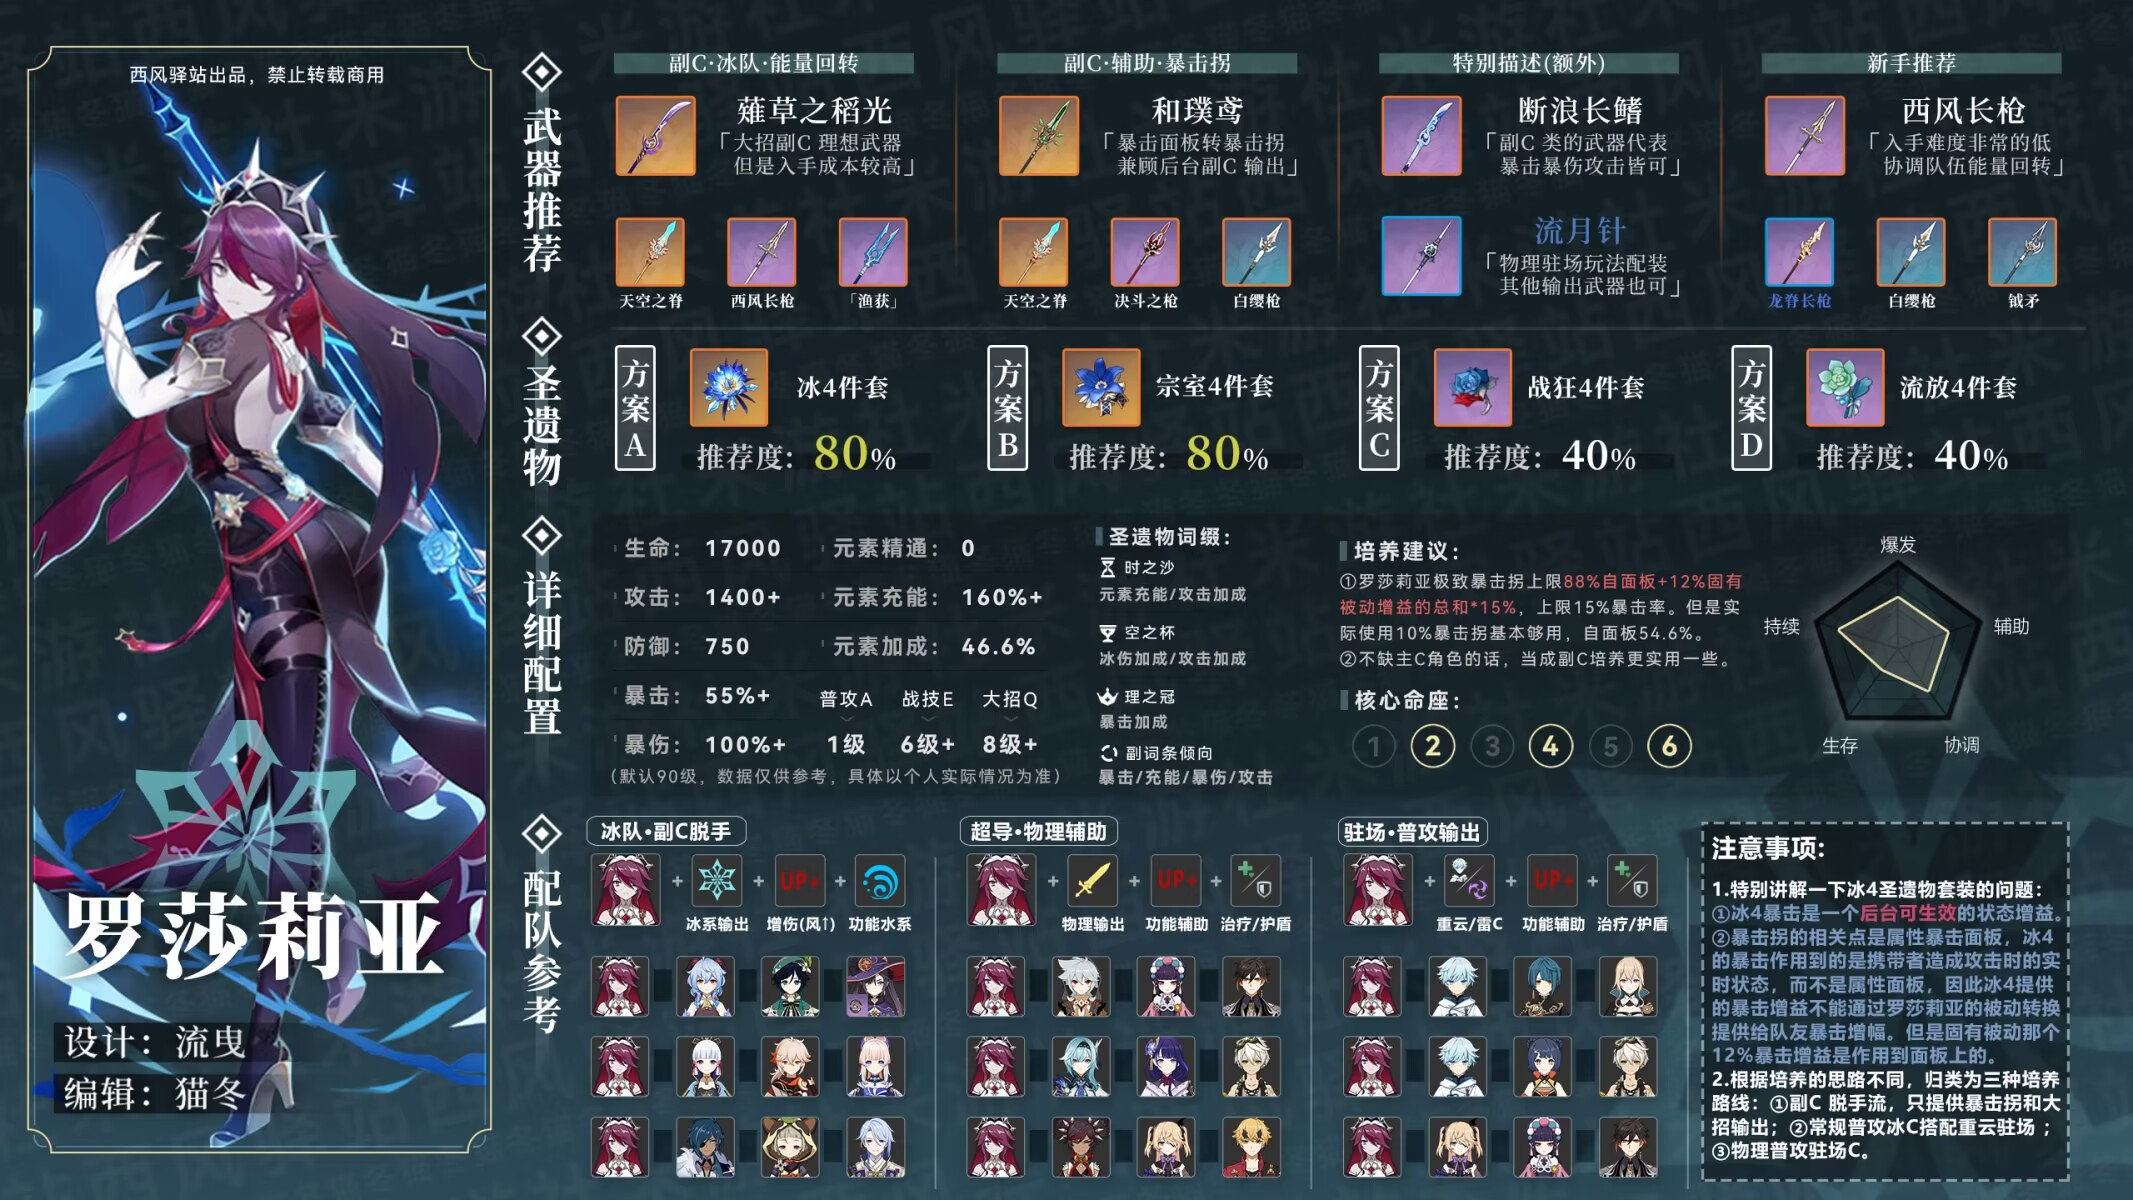 西风驿站出品，禁止转载商用
罗莎莉亚
设计：流曳
编辑：猫冬
武器推荐
副C·冰队·能量回转
薙草之稻光
「大招副C 理想武器
但是入手成本较高」
天空之脊
西风长枪
「渔获」
副C·辅助·暴击拐
和璞鸢
「暴击面板转暴击拐
兼顾后台副C 输出」
天空之脊
决斗之枪
白缨枪
特别描述(额外)
断浪长鳍
「副C 类的武器代表
暴击暴伤攻击皆可」
流月针
「物理驻场玩法配装
其他输出武器也可」
新手推荐
西风长枪
「入手难度非常的低
协调队伍能量回转」
龙脊长枪
白缨枪
钺矛
圣遗物
方案A
冰4件套
推荐度：80%
方案B
宗室4件套
推荐度：80%
方案C
战狂4件套
推荐度：40%
方案D
流放4件套
推荐度：40%
详细配置
生命：17000
元素精通：0
攻击：1400+
元素充能：160%+
防御：750
元素加成：46.6%
暴击：55%+
普攻A 战技E 大招Q
暴伤：100%+
1级 6级+ 8级+
(默认90级，数据仅供参考，具体以个人实际情况为准)
圣遗物词缀：
时之沙
元素充能/攻击加成
空之杯
冰伤加成/攻击加成
理之冠
暴击加成
副词条倾向
暴击/充能/暴伤/攻击
培养建议：
①罗莎莉亚极致暴击拐上限88%自面板+12%固有
被动增益的总和*15%，上限15%暴击率。但是实
际使用10%暴击拐基本够用，自面板54.6%。
②不缺主C角色的话，当成副C培养更实用一些。
核心命座：
1 2 3 4 5 6
爆发
持续
辅助
生存
协调
配队参考
冰队·副C脱手
+ + UP+ +
冰系输出 增伤(风↑) 功能水系
超导·物理辅助
+ + UP+ +
物理输出 功能辅助 治疗/护盾
驻场·普攻输出
+ + UP+ +
重云/雷C 功能辅助 治疗/护盾
注意事项：
1.特别讲解一下冰4圣遗物套装的问题：
①冰4暴击是一个后台可生效的状态增益。
②暴击拐的相关点是属性暴击面板，冰4
的暴击作用到的是携带者造成攻击时的实
时状态，而不是属性面板，因此冰4提供
的暴击增益不能通过罗莎莉亚的被动转换
提供给队友暴击增幅。但是固有被动那个
12%暴击增益是作用到面板上的。
2.根据培养的思路不同，归类为三种培养
路线：①副C 脱手流，只提供暴击拐和大
招输出；②常规普攻冰C搭配重云驻场；
③物理普攻驻场C。